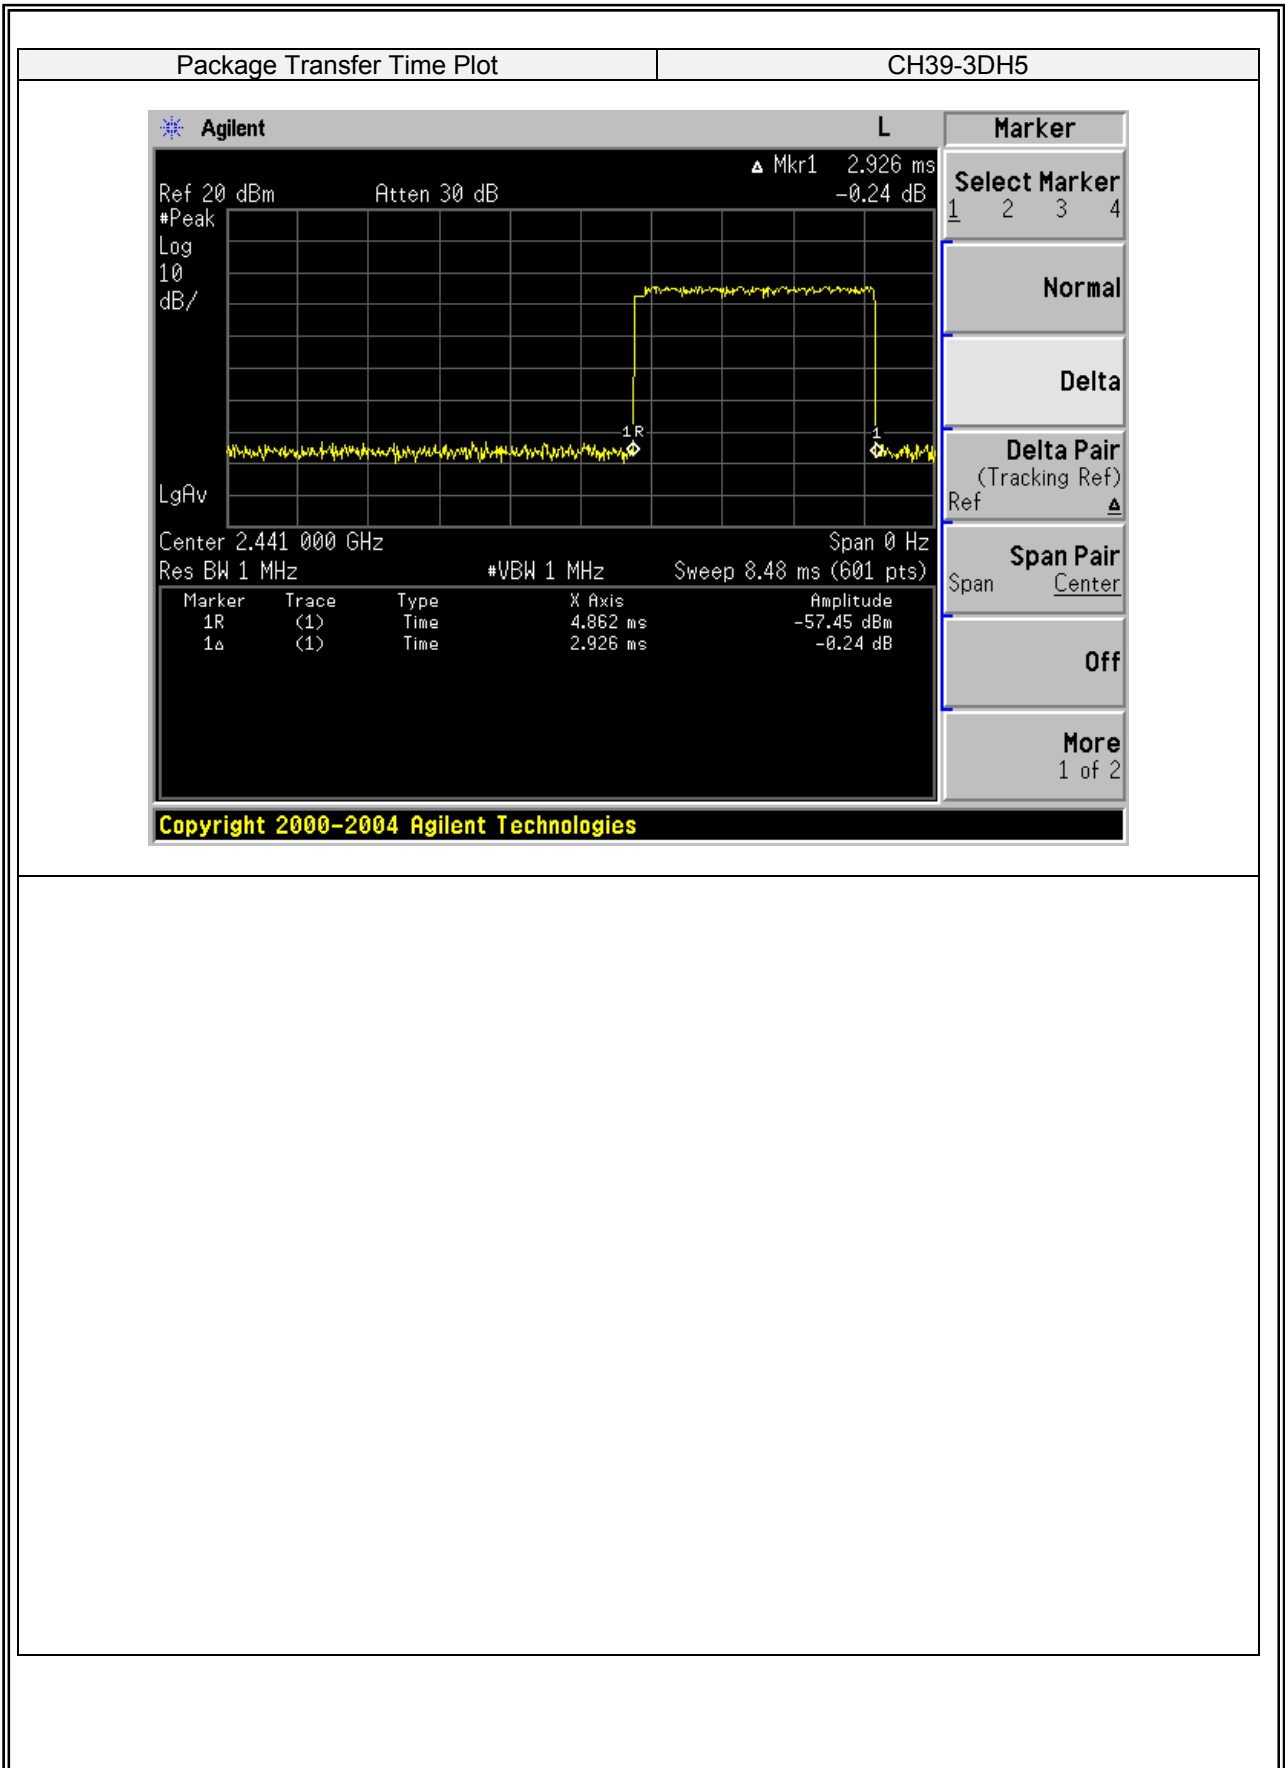 Package Transfer Time Plot CH39-3DH5
Agilent L
Marker
Δ Mkr1 2.926 ms
Ref 20 dBm Atten 30 dB -0.24 dB
#Peak
Log
10
dB/
1R
1
LgAv
Center 2.441 000 GHz Span 0 Hz
Res BW 1 MHz #VBW 1 MHz Sweep 8.48 ms (601 pts)
Marker Trace Type X Axis Amplitude
1R (1) Time 4.862 ms -57.45 dBm
1Δ (1) Time 2.926 ms -0.24 dB
Select Marker
1 2 3 4
Normal
Delta
Delta Pair
(Tracking Ref)
Ref Δ
Span Pair
Span Center
Off
More
1 of 2
Copyright 2000-2004 Agilent Technologies